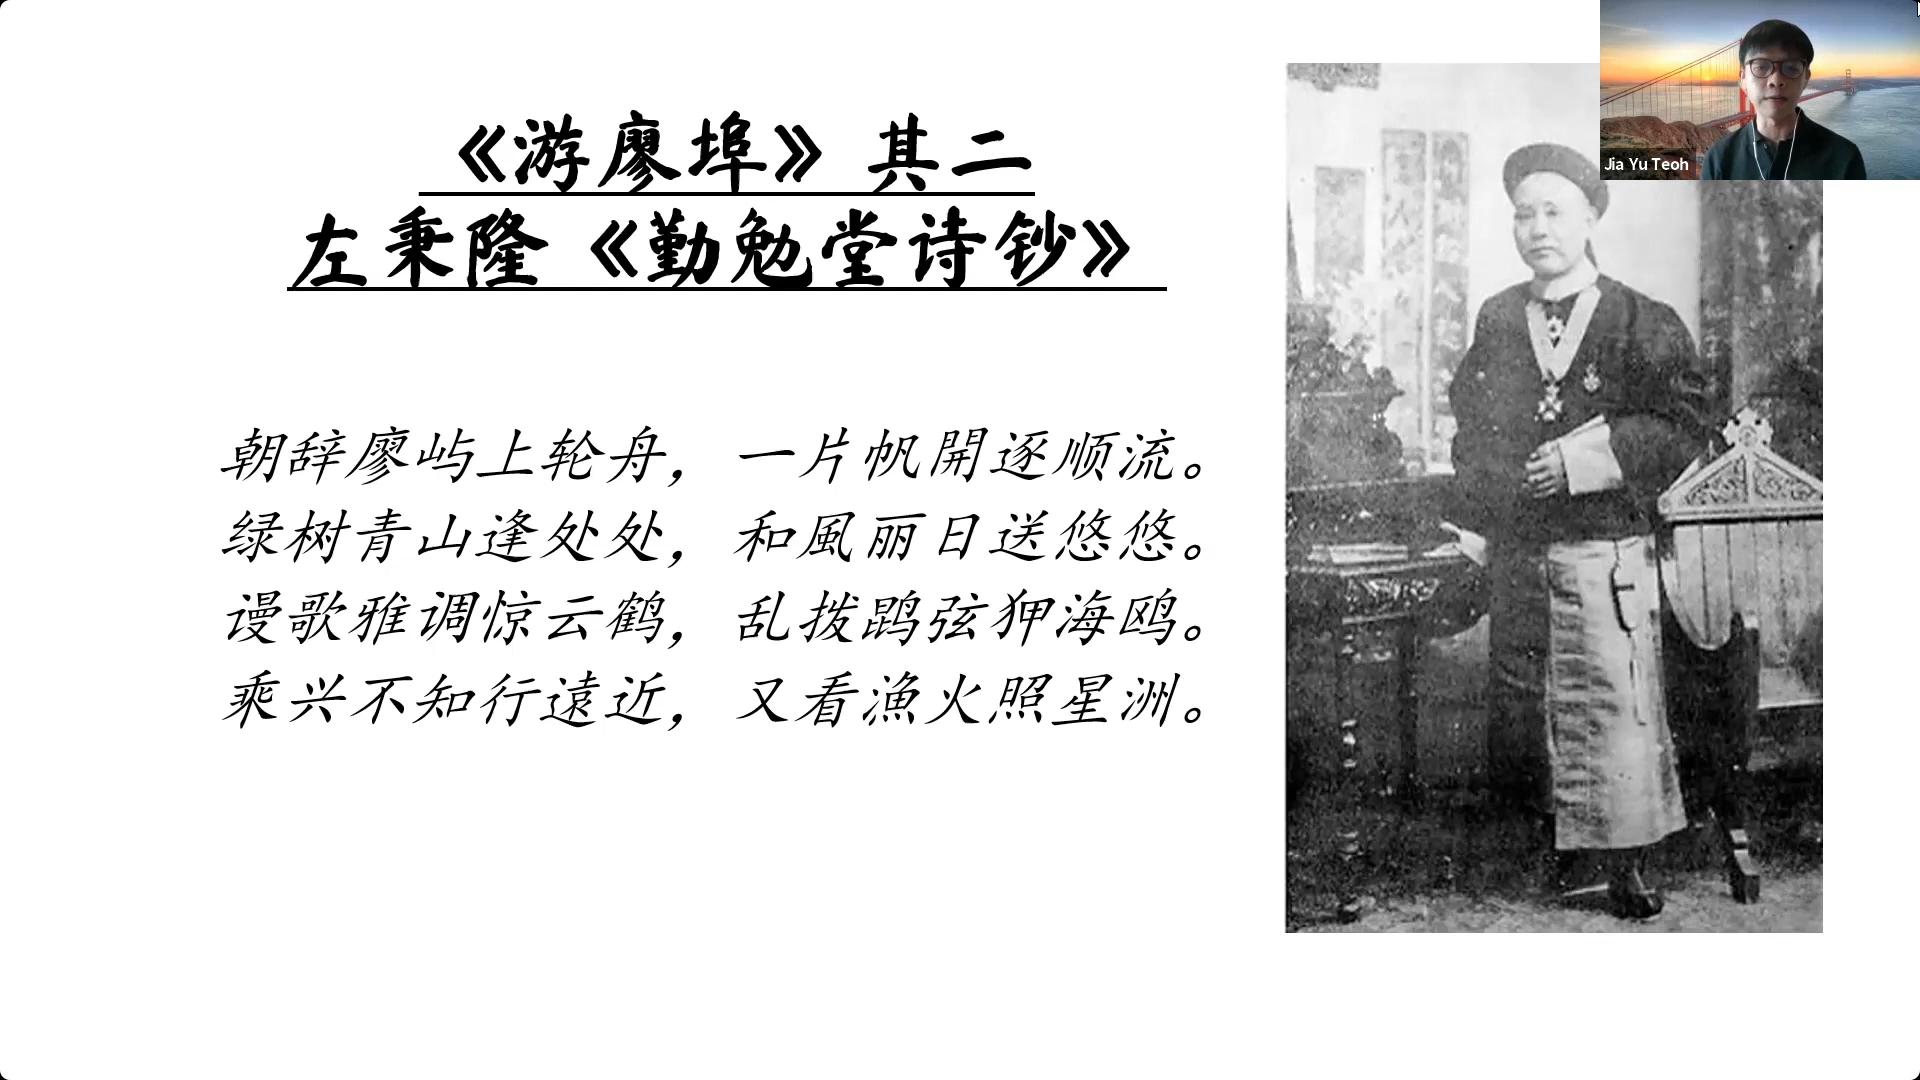 《游廖埠》其二
左秉隆《勤勉堂诗钞》
朝辞廖屿上轮舟，一片帆開逐顺流。
绿树青山逢处处，和風丽日送悠悠。
谩歌雅调惊云鹤，乱拨鹍弦狎海鸥。
乘兴不知行遠近，又看漁火照星洲。
Jia Yu Teoh